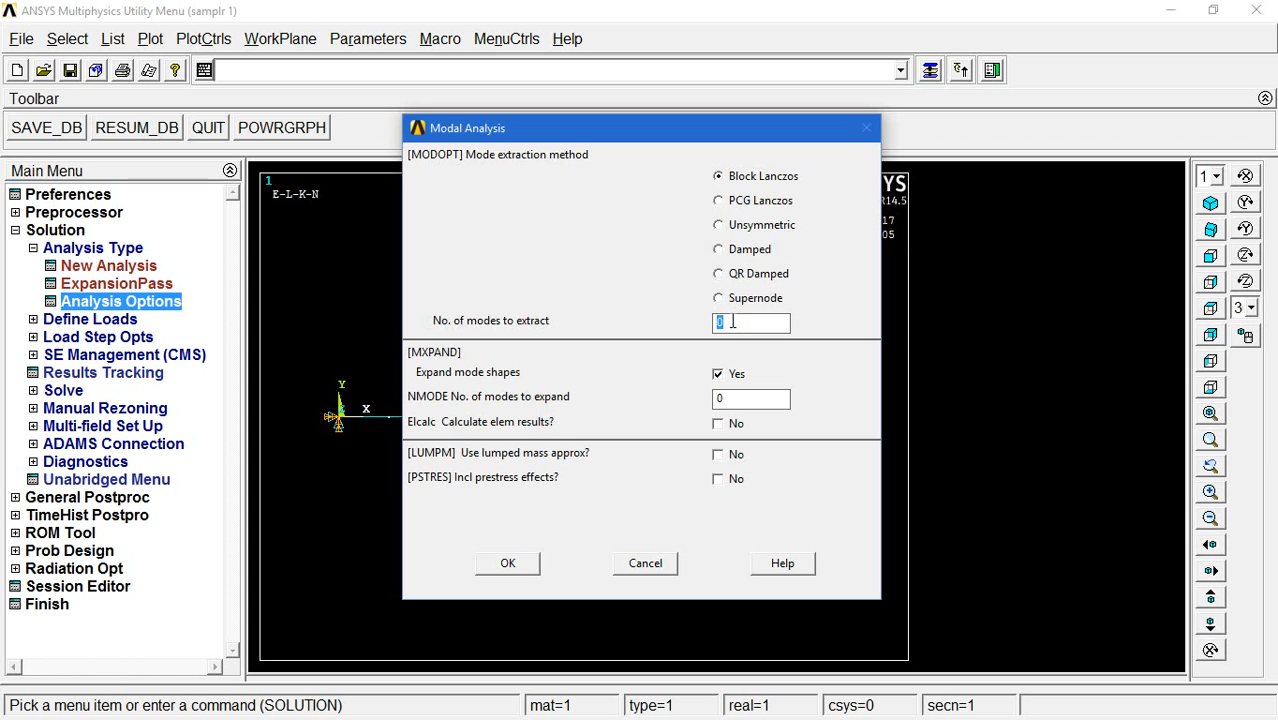 ANSYS Multiphysics Utility Menu (samplr 1)
File Select List Plot PlotCtrls WorkPlane Parameters Macro MenuCtrls Help
Toolbar
SAVE_DB RESUM_DB QUIT POWRGRPH
Main Menu
Preferences
Preprocessor
Solution
Analysis Type
New Analysis
ExpansionPass
Analysis Options
Define Loads
Load Step Opts
SE Management (CMS)
Results Tracking
Solve
Manual Rezoning
Multi-field Set Up
ADAMS Connection
Diagnostics
Unabridged Menu
General Postproc
TimeHist Postpro
ROM Tool
Prob Design
Radiation Opt
Session Editor
Finish
1
E-L-K-N
Y
X
YS
R14.5
17
05
Modal Analysis
[MODOPT] Mode extraction method
Block Lanczos
PCG Lanczos
Unsymmetric
Damped
QR Damped
Supernode
No. of modes to extract 0
[MXPAND]
Expand mode shapes Yes
NMODE No. of modes to expand 0
Elcalc Calculate elem results? No
[LUMPM] Use lumped mass approx? No
[PSTRES] Incl prestress effects? No
OK Cancel Help
1
3
Pick a menu item or enter a command (SOLUTION) mat=1 type=1 real=1 csys=0 secn=1